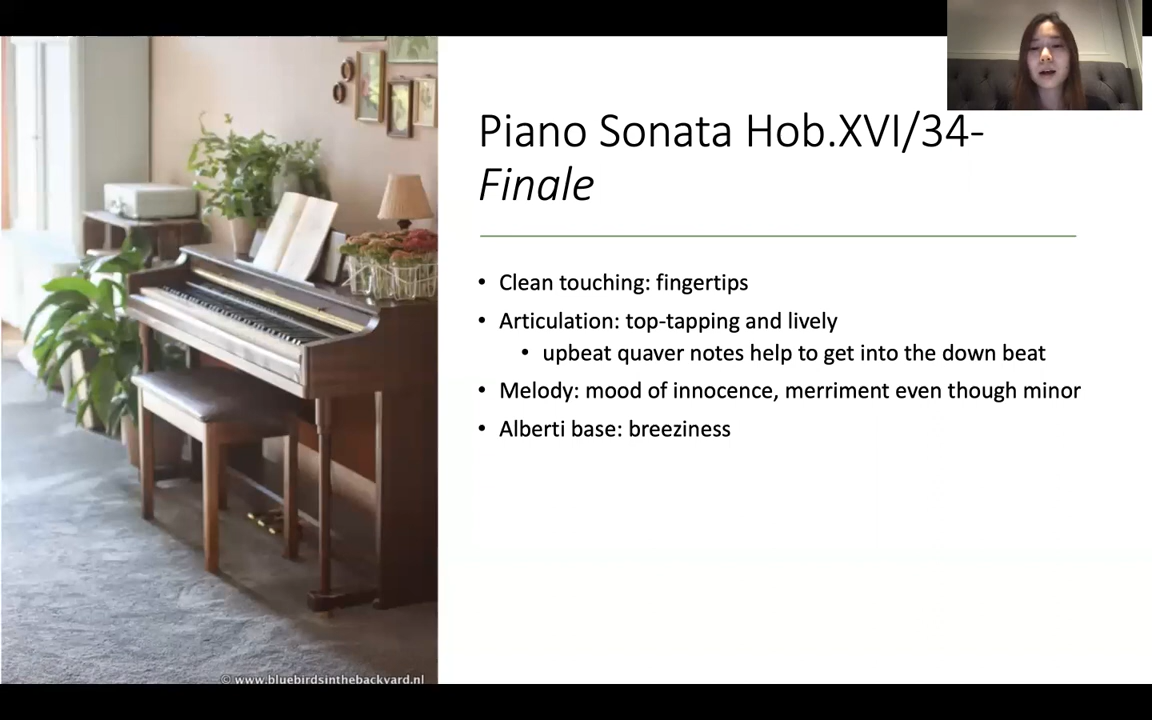 Piano Sonata Hob.XVI/34-
Finale
• Clean touching: fingertips
• Articulation: top-tapping and lively
• upbeat quaver notes help to get into the down beat
• Melody: mood of innocence, merriment even though minor
• Alberti base: breeziness
© www.bluebirdsinthebackyard.nl